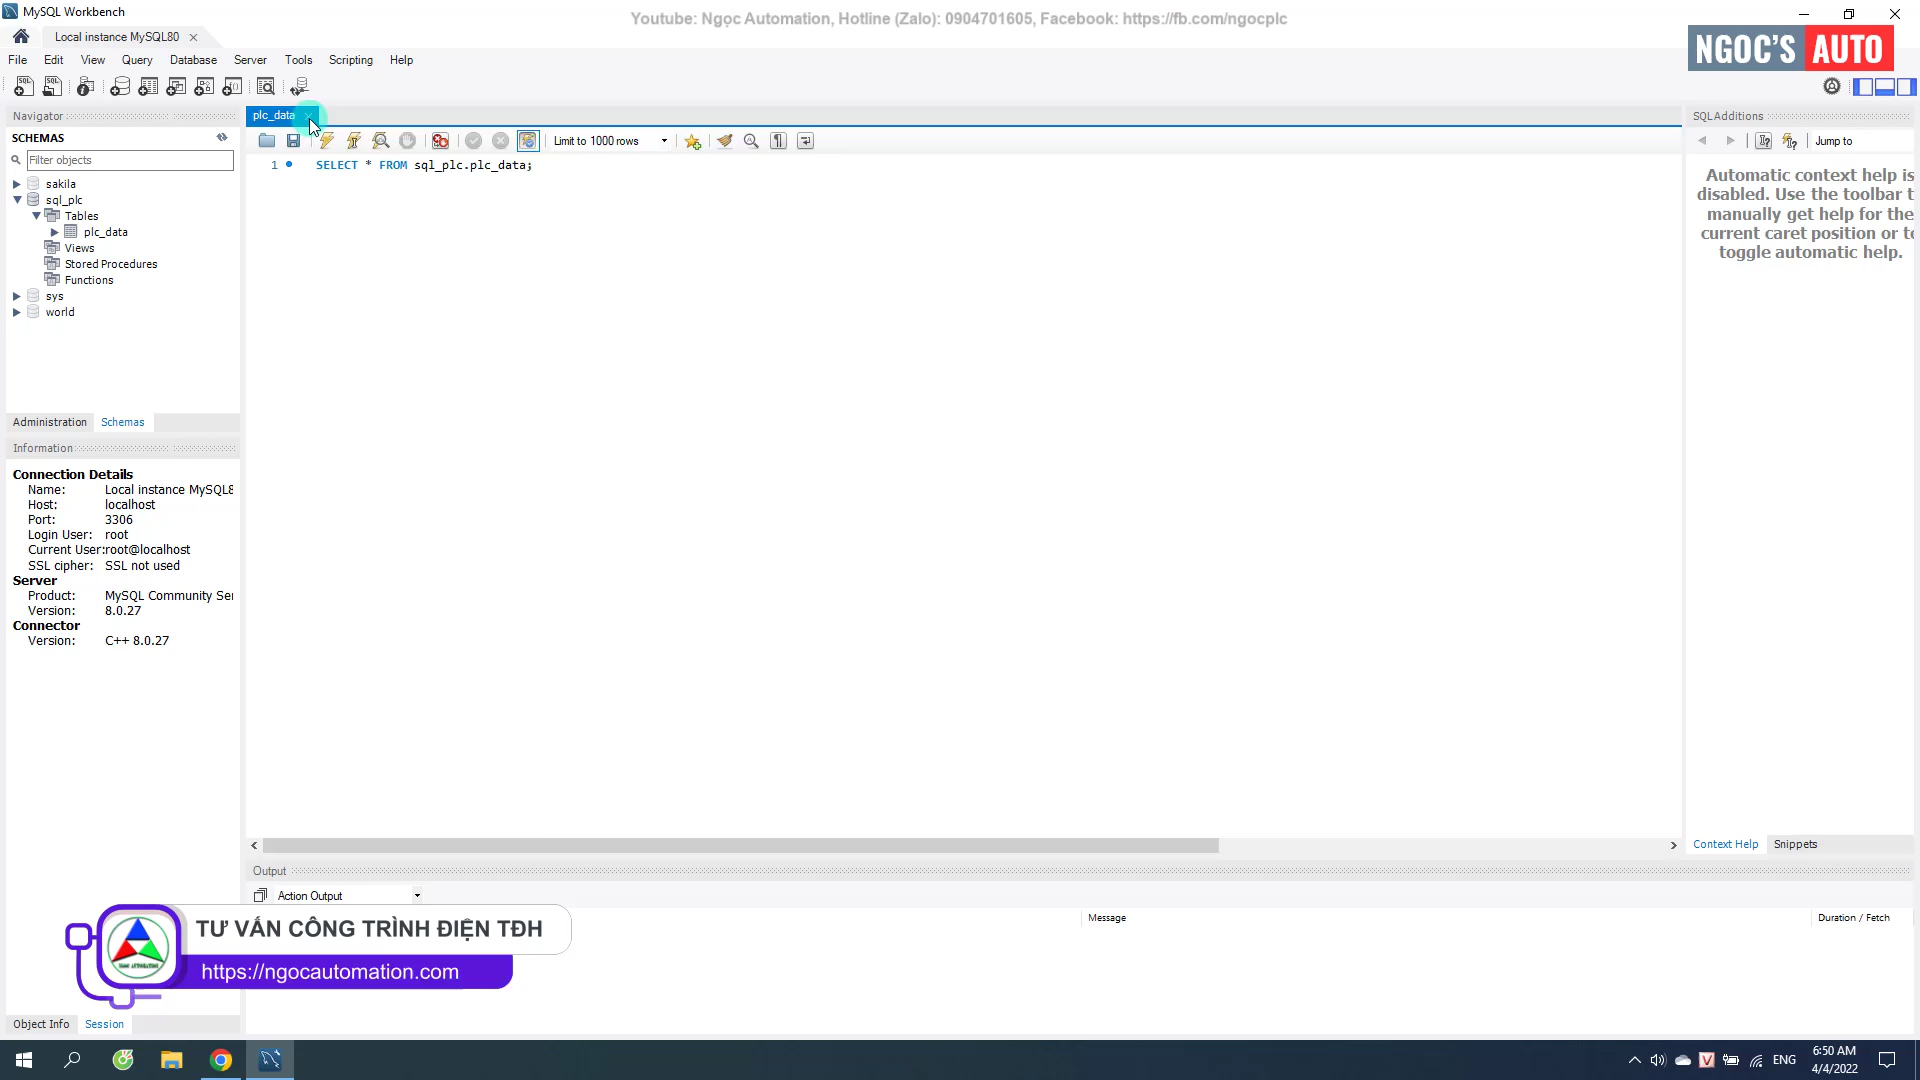 MySQL Workbench
Youtube: Ngọc Automation, Hotline (Zalo): 0904701605, Facebook: https://fb.com/ngocplc
Local instance MySQL80
NGOC'S AUTO
File Edit View Query Database Server Tools Scripting Help
Navigator
plc_data
SQLAdditions
SCHEMAS
Limit to 1000 rows
Jump to
Filter objects
1 SELECT * FROM sql_plc.plc_data;
Automatic context help is
disabled. Use the toolbar t
manually get help for the
current caret position or to
toggle automatic help.
sakila
sql_plc
Tables
plc_data
Views
Stored Procedures
Functions
sys
world
Administration Schemas
Information
Connection Details
Name: Local instance MySQL8
Host: localhost
Port: 3306
Login User: root
Current User: root@localhost
SSL cipher: SSL not used
Server
Product: MySQL Community Ser
Version: 8.0.27
Connector
Version: C++ 8.0.27
Context Help Snippets
Output
Action Output
Message Duration / Fetch
TƯ VẤN CÔNG TRÌNH ĐIỆN TĐH
NGOC AUTOMATION
https://ngocautomation.com
Object Info Session
ENG
6:50 AM
4/4/2022